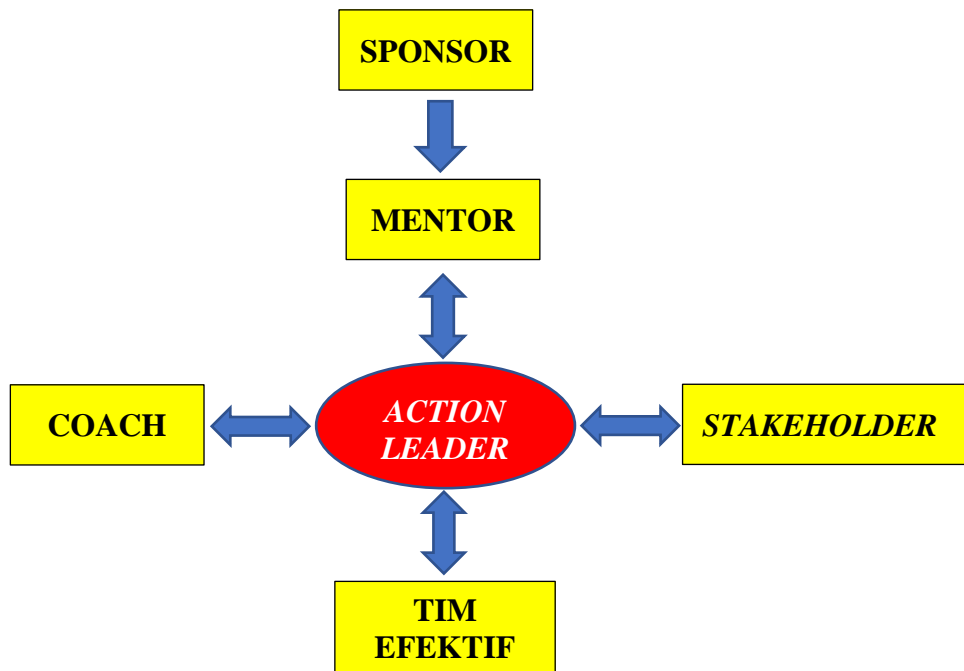 SPONSOR
MENTOR
COACH
ACTION
LEADER
STAKEHOLDER
TIM
EFEKTIF